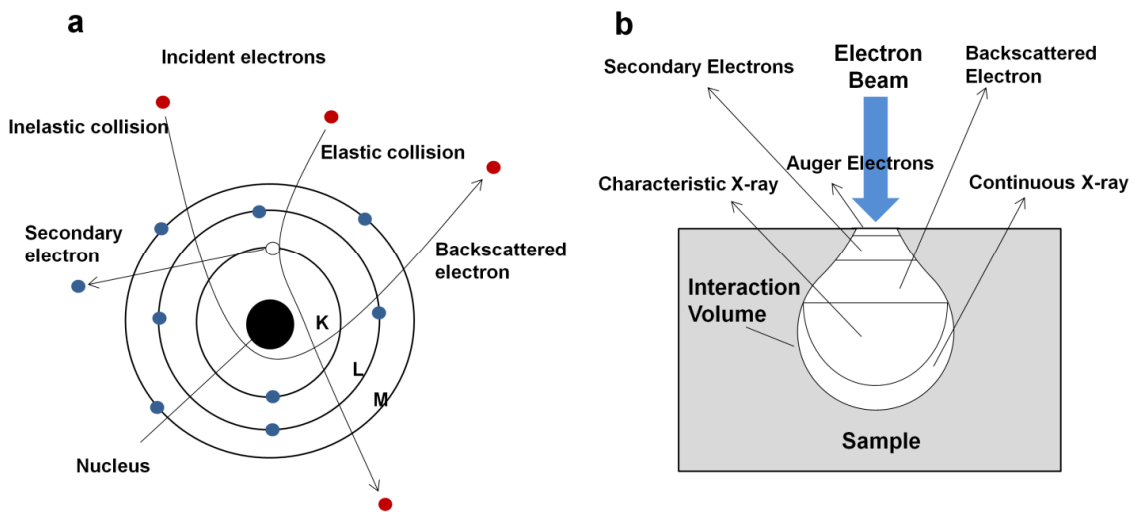 a
Incident electrons
Inelastic collision
Elastic collision
Secondary
electron
Backscattered
electron
K
L
M
Nucleus
b
Secondary Electrons
Electron
Beam
Backscattered
Electron
Auger Electrons
Characteristic X-ray
Continuous X-ray
Interaction
Volume
Sample